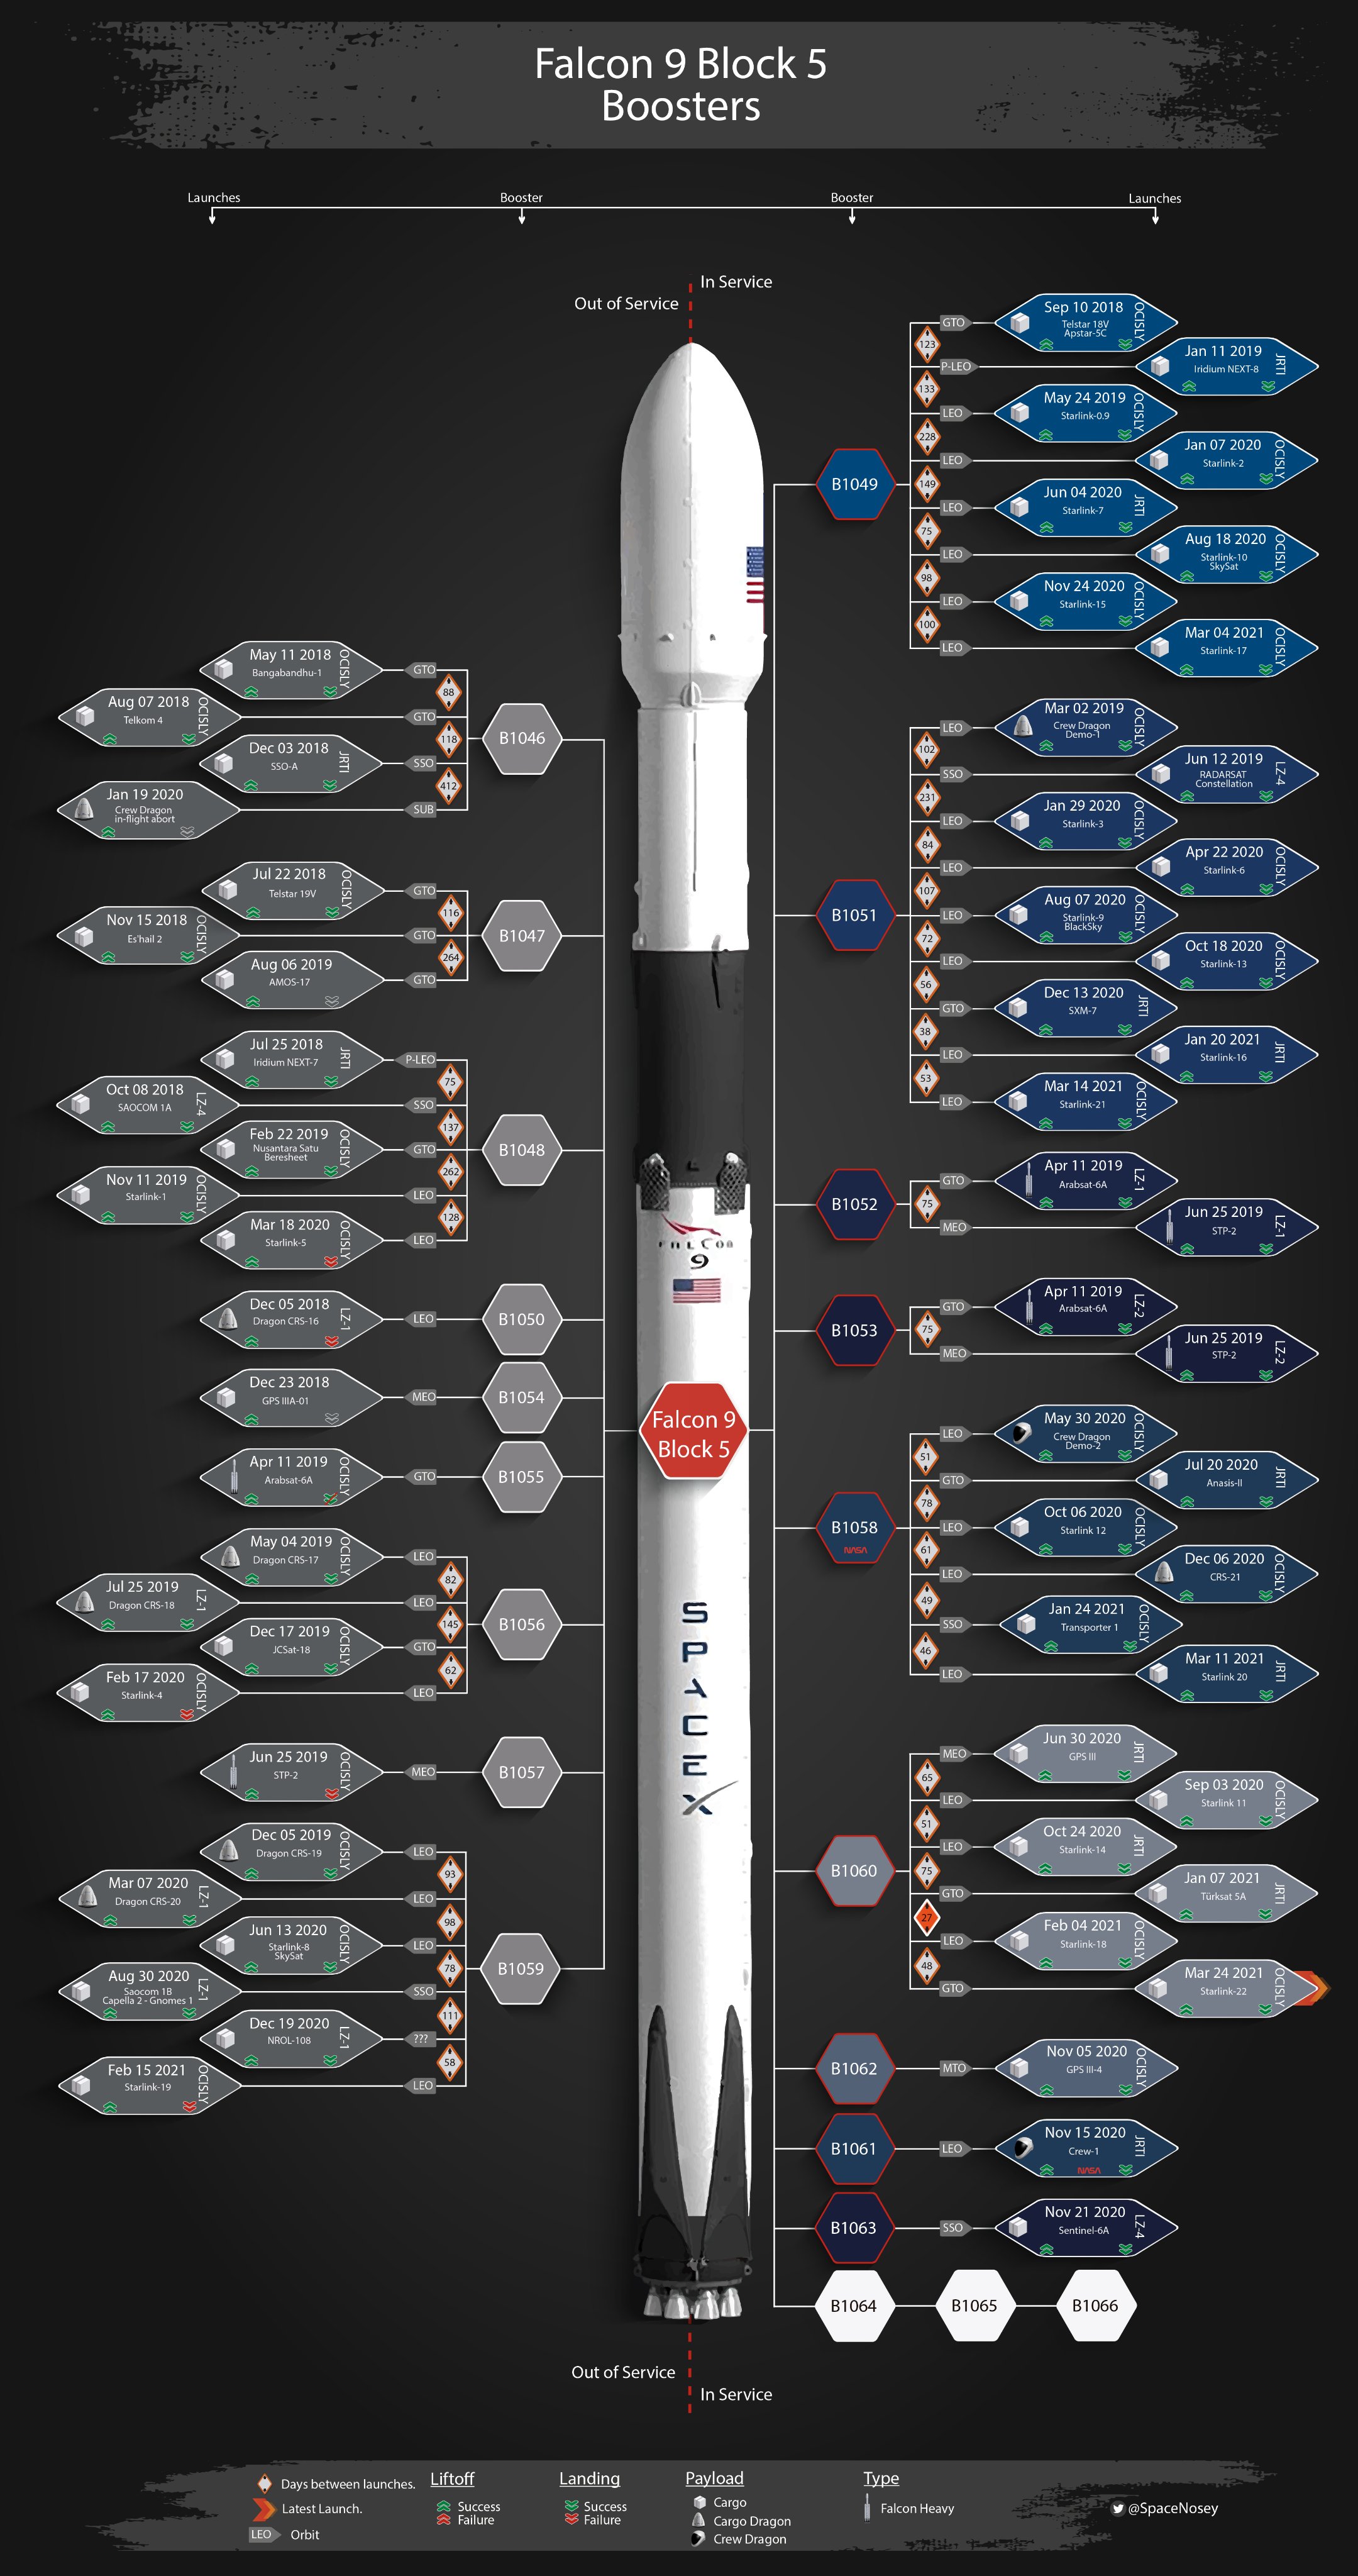 Falcon 9 Block 5
Boosters
Launches
Booster
Booster
Launches
In Service
Out of Service
B1046
May 11 2018
Bangabandhu-1
OCISLY
GTO
88
Aug 07 2018
Telkom 4
OCISLY
GTO
118
Dec 03 2018
SSO-A
JRTI
SSO
412
Jan 19 2020
Crew Dragon
in-flight abort
SUB
B1047
Jul 22 2018
Telstar 19V
OCISLY
GTO
116
Nov 15 2018
Es'hail 2
OCISLY
GTO
264
Aug 06 2019
AMOS-17
GTO
B1048
Jul 25 2018
Iridium NEXT-7
JRTI
P-LEO
75
Oct 08 2018
SAOCOM 1A
LZ-4
SSO
137
Feb 22 2019
Nusantara Satu
Beresheet
OCISLY
GTO
262
Nov 11 2019
Starlink-1
OCISLY
LEO
128
Mar 18 2020
Starlink-5
OCISLY
LEO
B1050
Dec 05 2018
Dragon CRS-16
LZ-1
LEO
B1054
Dec 23 2018
GPS IIIA-01
MEO
B1055
Apr 11 2019
Arabsat-6A
OCISLY
GTO
B1056
May 04 2019
Dragon CRS-17
OCISLY
LEO
82
Jul 25 2019
Dragon CRS-18
LZ-1
LEO
145
Dec 17 2019
JCSat-18
OCISLY
GTO
62
Feb 17 2020
Starlink-4
OCISLY
LEO
B1057
Jun 25 2019
STP-2
OCISLY
MEO
B1059
Dec 05 2019
Dragon CRS-19
OCISLY
LEO
93
Mar 07 2020
Dragon CRS-20
LZ-1
LEO
98
Jun 13 2020
Starlink-8
SkySat
OCISLY
LEO
78
Aug 30 2020
Saocom 1B
Capella 2 - Gnomes 1
LZ-1
SSO
111
Dec 19 2020
NROL-108
LZ-1
???
58
Feb 15 2021
Starlink-19
OCISLY
LEO
FALCON
9
Falcon 9
Block 5
SPACEX
B1049
GTO
Sep 10 2018
Telstar 18V
Apstar-5C
OCISLY
123
P-LEO
Jan 11 2019
Iridium NEXT-8
JRTI
133
LEO
May 24 2019
Starlink-0.9
OCISLY
228
LEO
Jan 07 2020
Starlink-2
OCISLY
149
LEO
Jun 04 2020
Starlink-7
JRTI
75
LEO
Aug 18 2020
Starlink-10
SkySat
OCISLY
98
LEO
Nov 24 2020
Starlink-15
OCISLY
100
LEO
Mar 04 2021
Starlink-17
OCISLY
B1051
LEO
Mar 02 2019
Crew Dragon
Demo-1
OCISLY
102
SSO
Jun 12 2019
RADARSAT
Constellation
LZ-4
231
LEO
Jan 29 2020
Starlink-3
OCISLY
84
LEO
Apr 22 2020
Starlink-6
OCISLY
107
LEO
Aug 07 2020
Starlink-9
BlackSky
OCISLY
72
LEO
Oct 18 2020
Starlink-13
OCISLY
56
GTO
Dec 13 2020
SXM-7
JRTI
38
LEO
Jan 20 2021
Starlink-16
JRTI
53
LEO
Mar 14 2021
Starlink-21
OCISLY
B1052
GTO
Apr 11 2019
Arabsat-6A
LZ-1
75
MEO
Jun 25 2019
STP-2
LZ-1
B1053
GTO
Apr 11 2019
Arabsat-6A
LZ-2
75
MEO
Jun 25 2019
STP-2
LZ-2
B1058
NASA
LEO
May 30 2020
Crew Dragon
Demo-2
OCISLY
51
GTO
Jul 20 2020
Anasis-II
JRTI
78
LEO
Oct 06 2020
Starlink 12
OCISLY
61
LEO
Dec 06 2020
CRS-21
OCISLY
49
SSO
Jan 24 2021
Transporter 1
OCISLY
46
LEO
Mar 11 2021
Starlink 20
JRTI
B1060
MEO
Jun 30 2020
GPS III
JRTI
65
LEO
Sep 03 2020
Starlink 11
OCISLY
51
LEO
Oct 24 2020
Starlink-14
JRTI
75
GTO
Jan 07 2021
Türksat 5A
JRTI
27
LEO
Feb 04 2021
Starlink-18
OCISLY
48
GTO
Mar 24 2021
Starlink-22
OCISLY
B1062
MTO
Nov 05 2020
GPS III-4
OCISLY
B1061
LEO
Nov 15 2020
Crew-1
NASA
JRTI
B1063
SSO
Nov 21 2020
Sentinel-6A
LZ-4
B1064
B1065
B1066
Out of Service
In Service
Days between launches.
Latest Launch.
LEO Orbit
Liftoff
Success
Failure
Landing
Success
Failure
Payload
Cargo
Cargo Dragon
Crew Dragon
Type
Falcon Heavy
@SpaceNosey